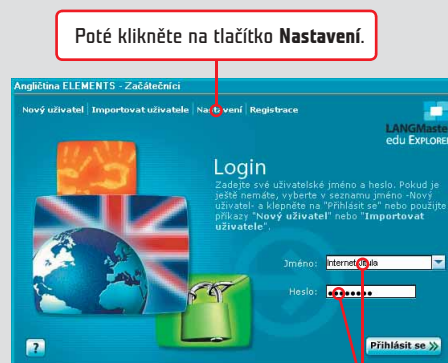 Poté klikněte na tlačítko Nastavení.
Angličtina ELEMENTS - Začátečníci
Nový uživatel Importovat uživatele Nastavení Registrace
LANGMaster
edu EXPLORER
Login
Zadejte své uživatelské jméno a heslo. Pokud je
ještě nemáte, vyberte v seznamu jméno -Nový
uživatel- a klepněte na "Přihlásit se" nebo použijte
příkazy "Nový uživatel" nebo "Importovat
uživatele".
Jméno:
Heslo: ●●●●●●●●
? Přihlásit se »